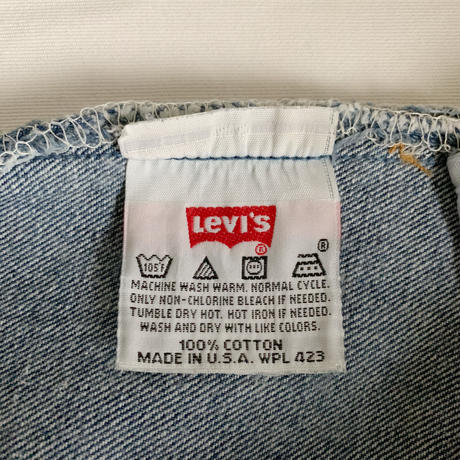 Levi's
®
®
105°F
MACHINE WASH WARM. NORMAL CYCLE.
ONLY NON-CHLORINE BLEACH IF NEEDED.
TUMBLE DRY HOT. HOT IRON IF NEEDED.
WASH AND DRY WITH LIKE COLORS.
100% COTTON
MADE IN U.S.A. WPL 423